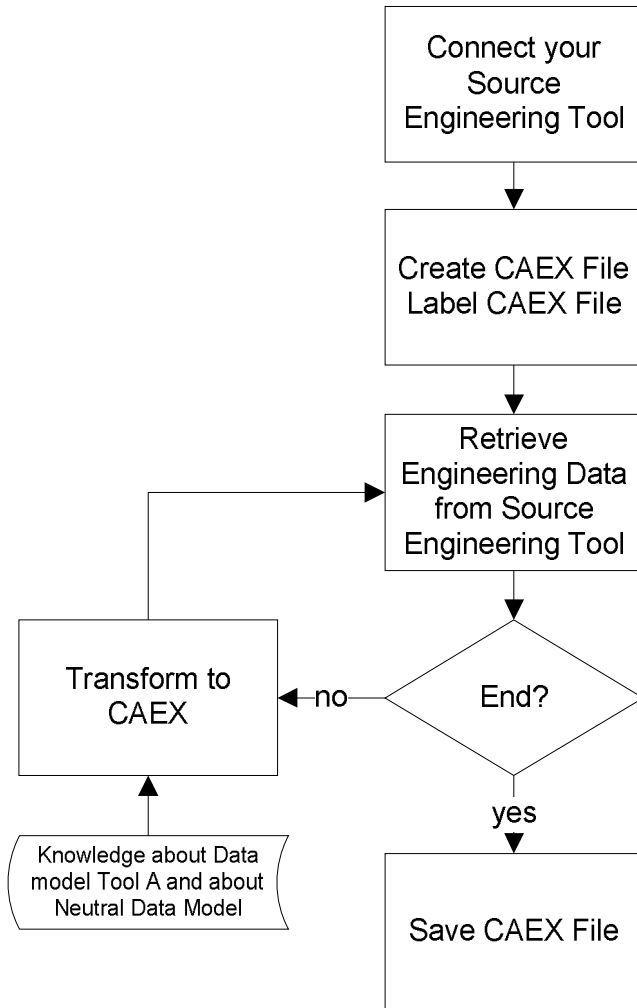 Connect your
Source
Engineering Tool
Create CAEX File
Label CAEX File
Retrieve
Engineering Data
from Source
Engineering Tool
Transform to
CAEX
no
End?
yes
Knowledge about Data
model Tool A and about
Neutral Data Model
Save CAEX File